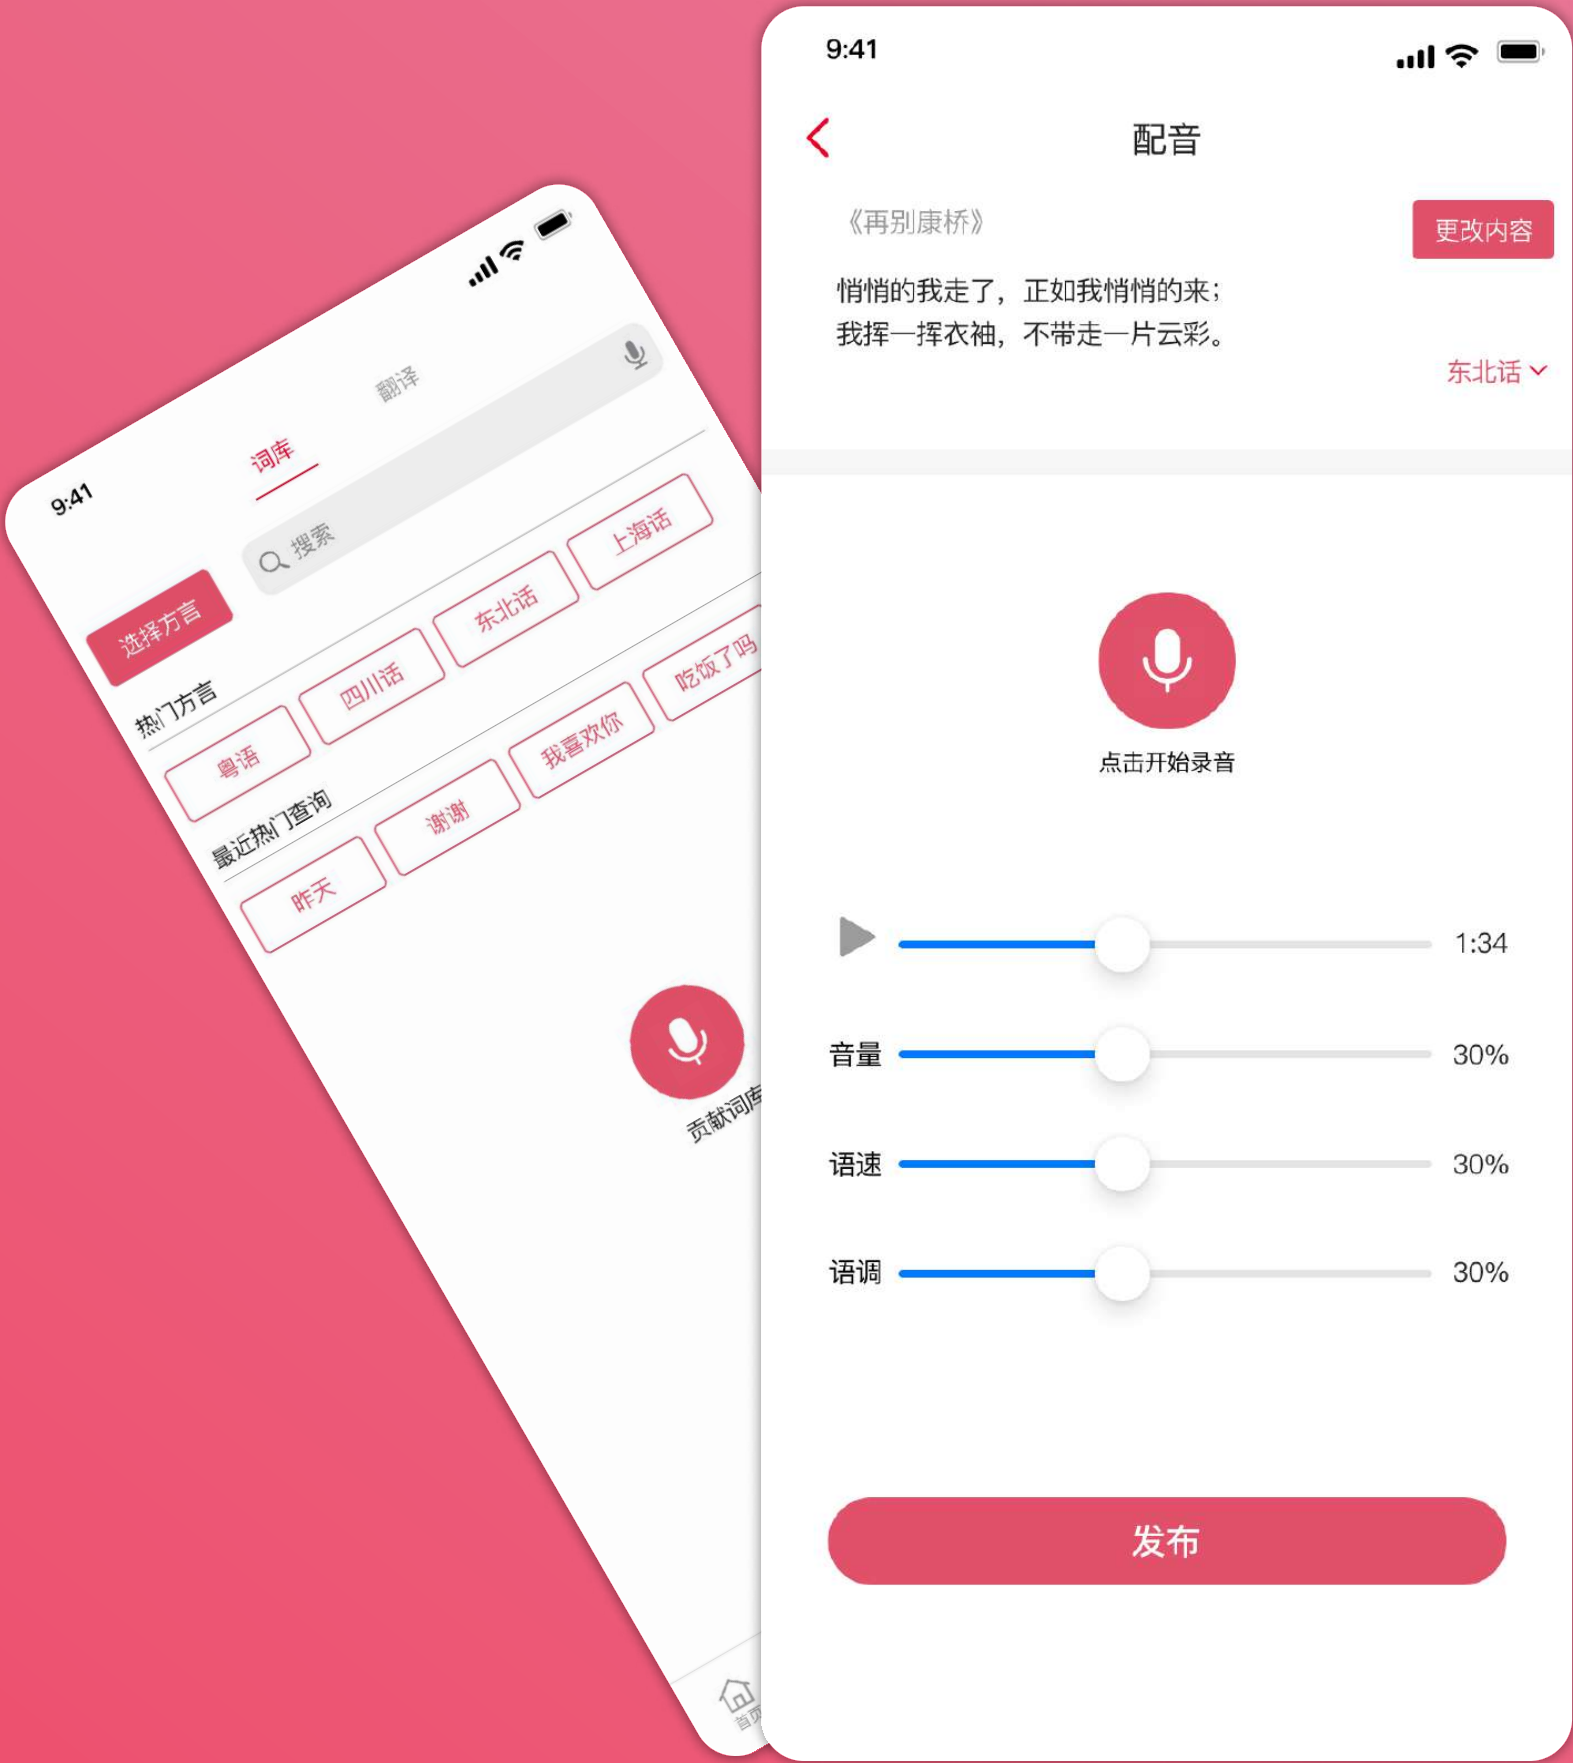 9:41
翻译
词库
搜索
选择方言
热门方言
粤语
四川话
东北话
上海话
最近热门查询
昨天
谢谢
我喜欢你
吃饭了吗
贡献词库
首页
9:41
配音
《再别康桥》
更改内容
悄悄的我走了，正如我悄悄的来；
我挥一挥衣袖，不带走一片云彩。
东北话
点击开始录音
1:34
音量 30%
语速 30%
语调 30%
发布